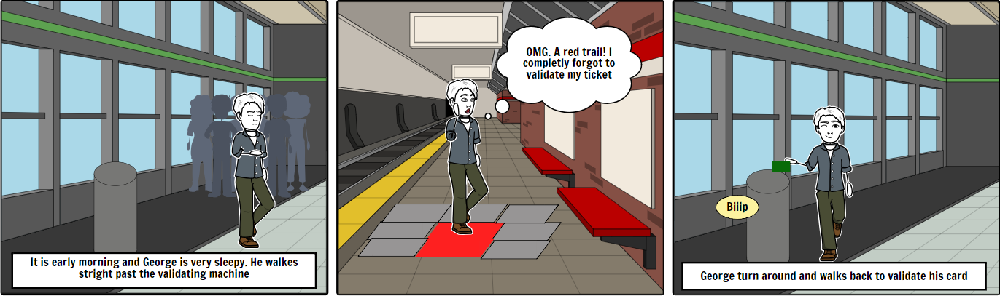 It is early morning and George is very sleepy. He walkes
stright past the validating machine
OMG. A red trail! I
completly forgot to
validate my ticket
Biiip
George turn around and walks back to validate his card